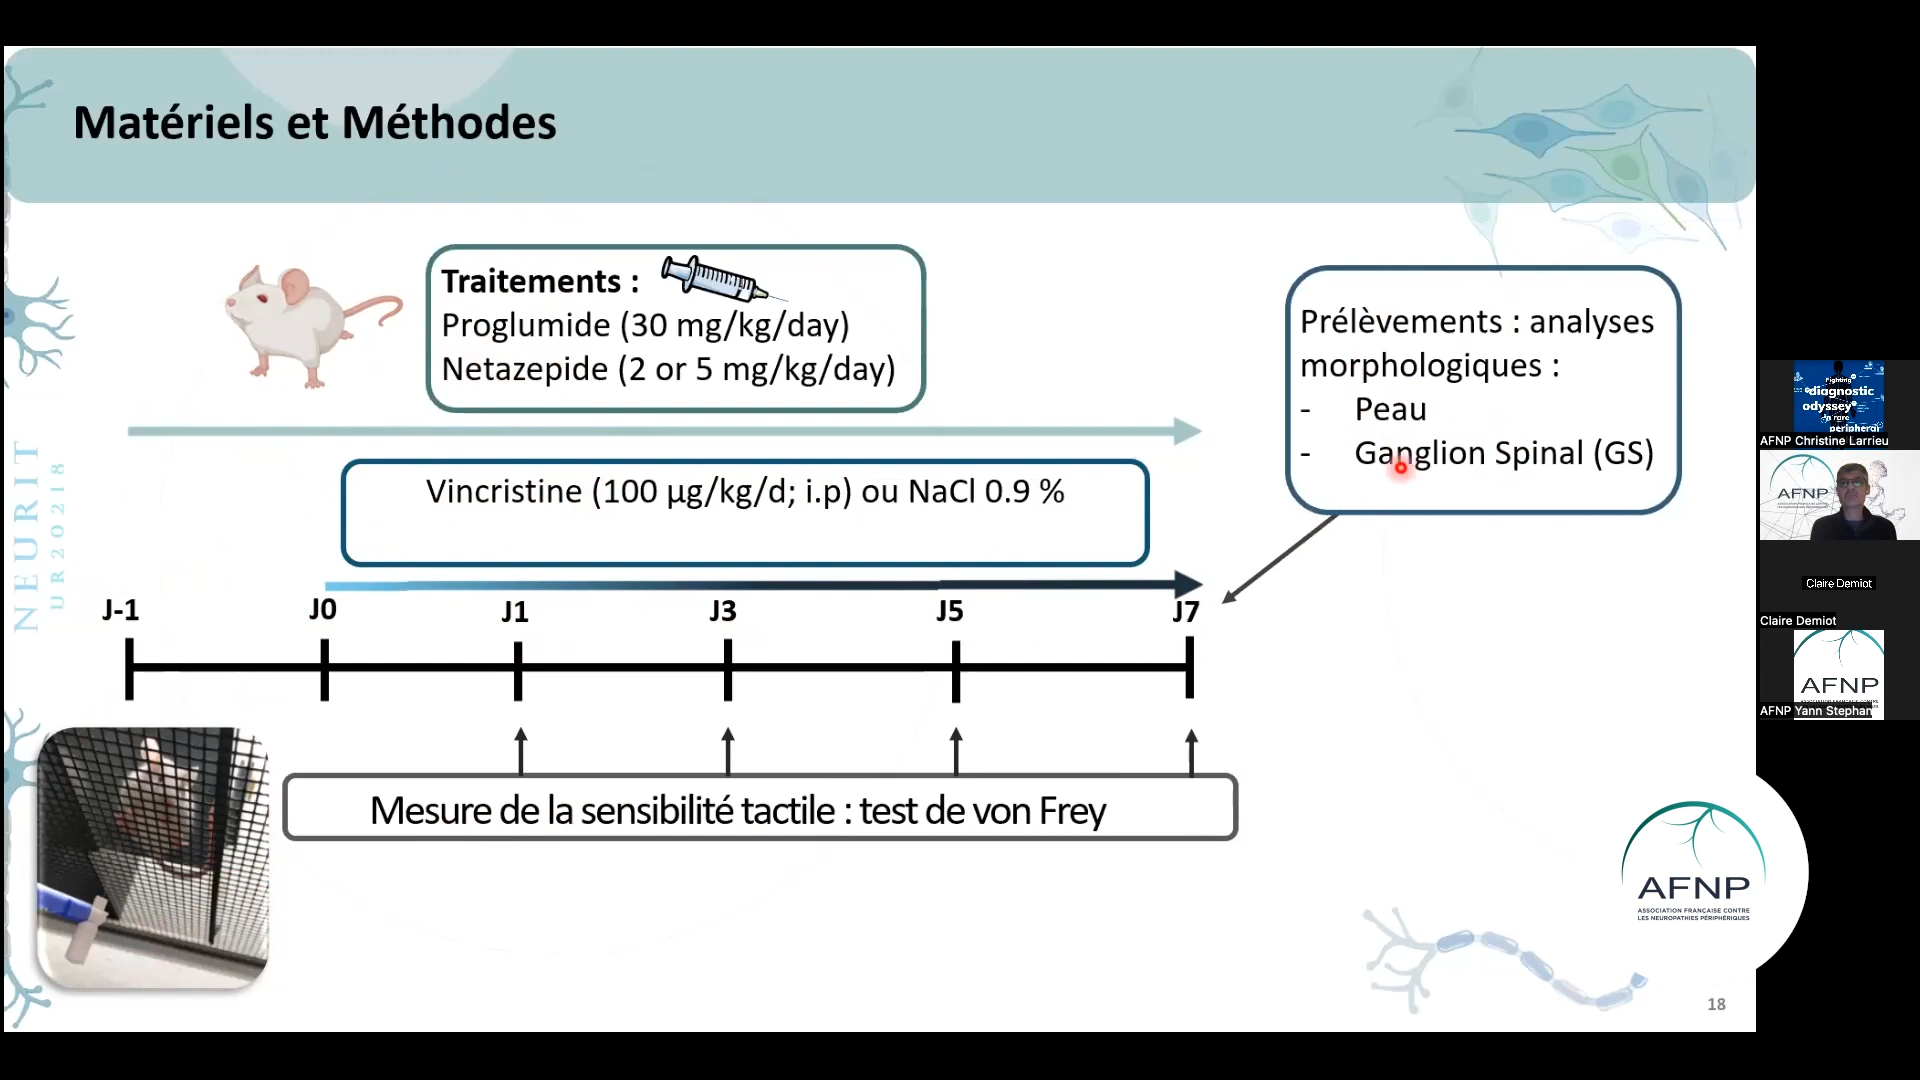 Matériels et Méthodes
Traitements :
Proglumide (30 mg/kg/day)
Netazepide (2 or 5 mg/kg/day)
Prélèvements : analyses
morphologiques :
- Peau
- Ganglion Spinal (GS)
Vincristine (100 µg/kg/d; i.p) ou NaCl 0.9 %
J-1 J0 J1 J3 J5 J7
Mesure de la sensibilité tactile : test de von Frey
NEURIT
UR20218
AFNP
ASSOCIATION FRANÇAISE CONTRE
LES NEUROPATHIES PÉRIPHÉRIQUES
18
Fighting
diagnostic
odyssey
in rare
peripheral
AFNP Christine Larrieu
AFNP
Claire Demiot
Claire Demiot
AFNP
AFNP Yann Stephan